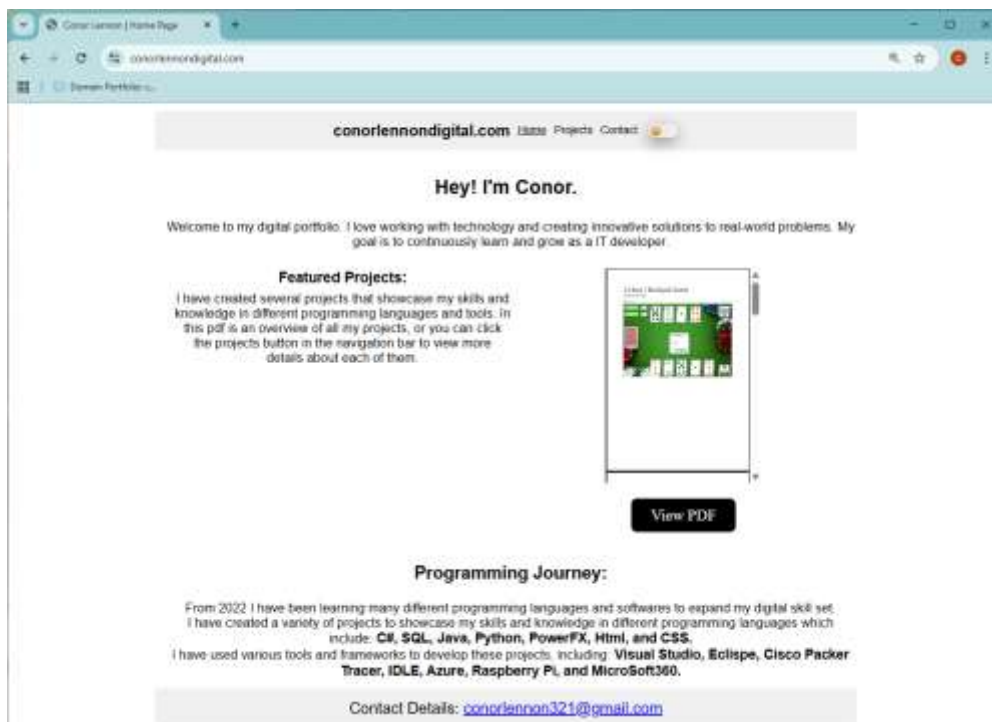 Conor Lennon | Home Page
conorlennondigital.com
Domain Portfolio
conorlennondigital.com Home Projects Contact
Hey! I'm Conor.
Welcome to my digital portfolio. I love working with technology and creating innovative solutions to real-world problems. My
goal is to continuously learn and grow as a IT developer.
Featured Projects:
I have created several projects that showcase my skills and
knowledge in different programming languages and tools. In
this pdf is an overview of all my projects, or you can click
the projects button in the navigation bar to view more
details about each of them.
View PDF
Programming Journey:
From 2022 I have been learning many different programming languages and softwares to expand my digital skill set.
I have created a variety of projects to showcase my skills and knowledge in different programming languages which
include: C#, SQL, Java, Python, PowerFX, Html, and CSS.
I have used various tools and frameworks to develop these projects, including: Visual Studio, Eclispe, Cisco Packer
Tracer, IDLE, Azure, Raspberry Pi, and MicroSoft360.
Contact Details: conorlennon321@gmail.com